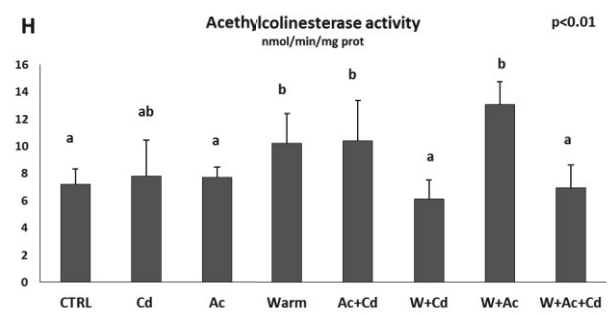 H
Acethylcolinesterase activity
p<0.01
nmol/min/mg prot
16
14
12
10
8
6
4
2
0
a
ab
a
b
b
a
b
a
CTRL
Cd
Ac
Warm
Ac+Cd
W+Cd
W+Ac
W+Ac+Cd